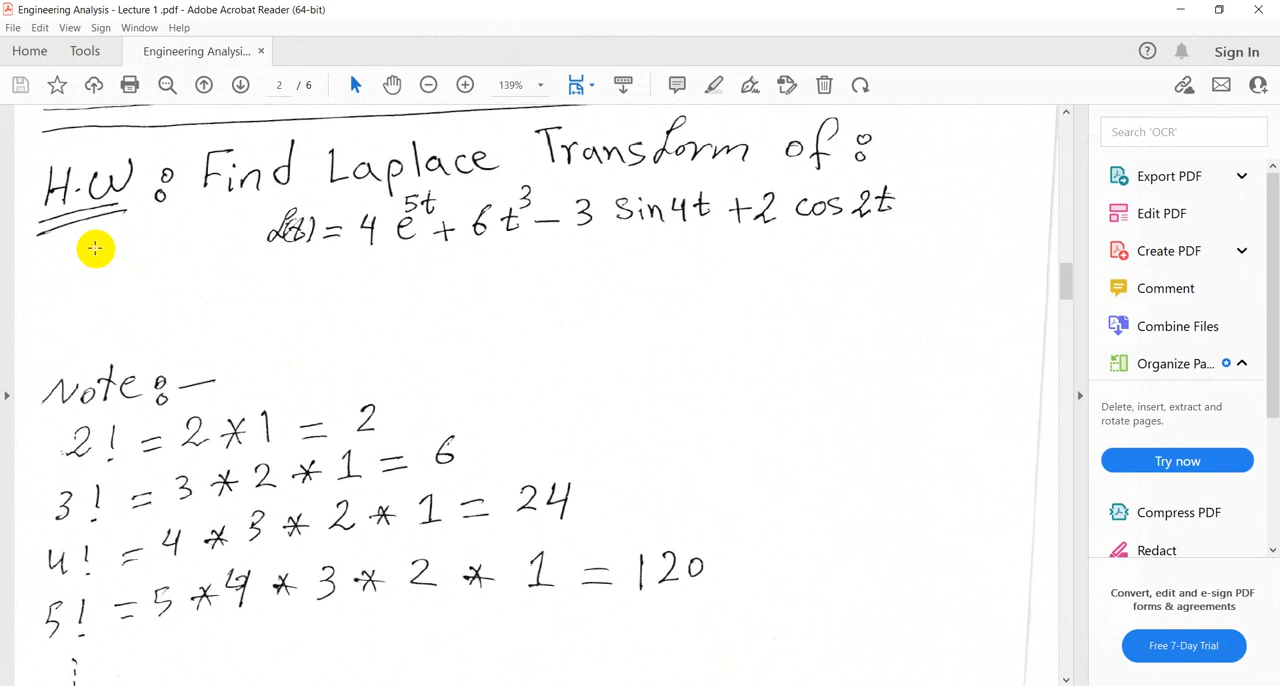 Engineering Analysis - Lecture 1 .pdf - Adobe Acrobat Reader (64-bit)
File Edit View Sign Window Help
Home Tools Engineering Analysi... × Sign In
2 / 6 139%
H.W : Find Laplace Transform of :
f(t) = 4 e^5t + 6t^3 - 3 sin4t + 2 cos2t
Note :-
2! = 2 * 1 = 2
3! = 3 * 2 * 1 = 6
4! = 4 * 3 * 2 * 1 = 24
5! = 5 * 4 * 3 * 2 * 1 = 120
Search 'OCR'
Export PDF
Edit PDF
Create PDF
Comment
Combine Files
Organize Pa...
Delete, insert, extract and
rotate pages.
Try now
Compress PDF
Redact
Convert, edit and e-sign PDF
forms & agreements
Free 7-Day Trial